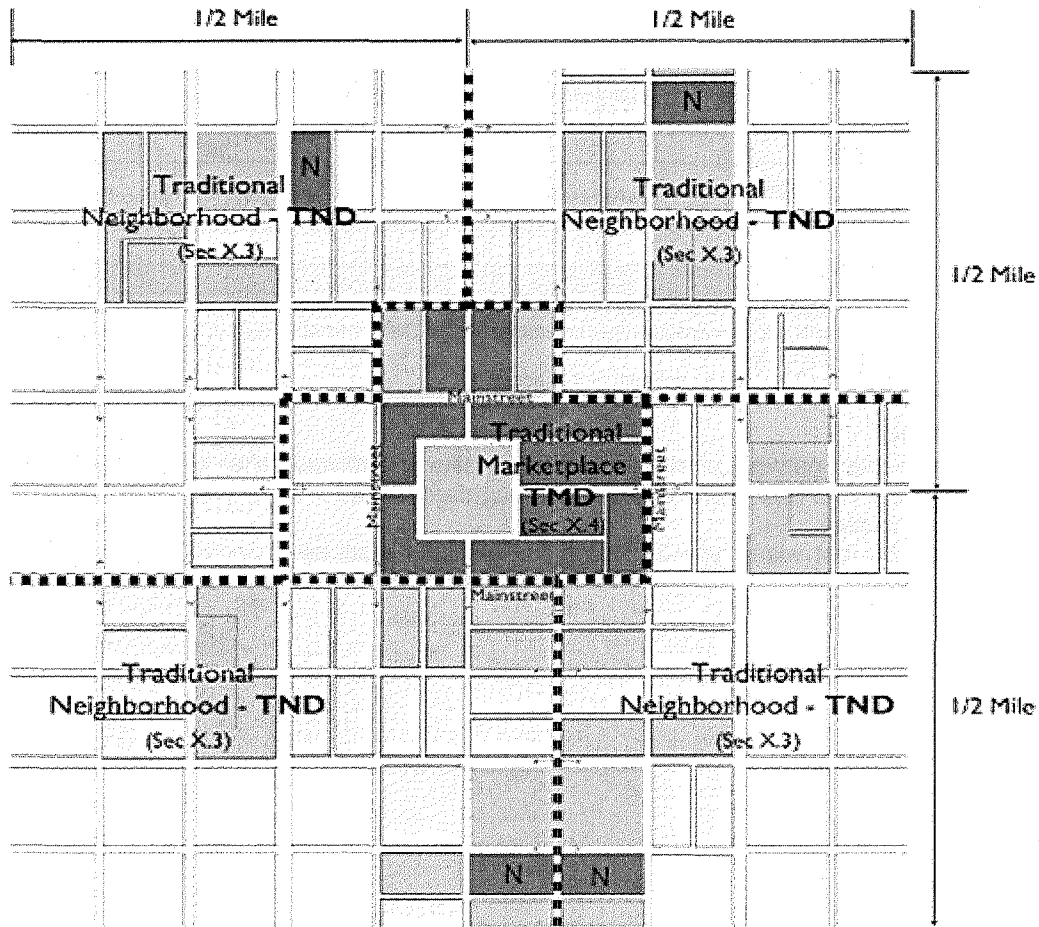 1/2 Mile
1/2 Mile
N
N
Traditional
Neighborhood - TND
(Sec X.3)
Traditional
Neighborhood - TND
(Sec X.3)
1/2 Mile
Mainstreet
Traditional
Marketplace
TMD
(Sec X.4)
Mainstreet
Mainstreet
Mainstreet
Traditional
Neighborhood - TND
(Sec X.3)
Traditional
Neighborhood - TND
(Sec X.3)
1/2 Mile
N
N